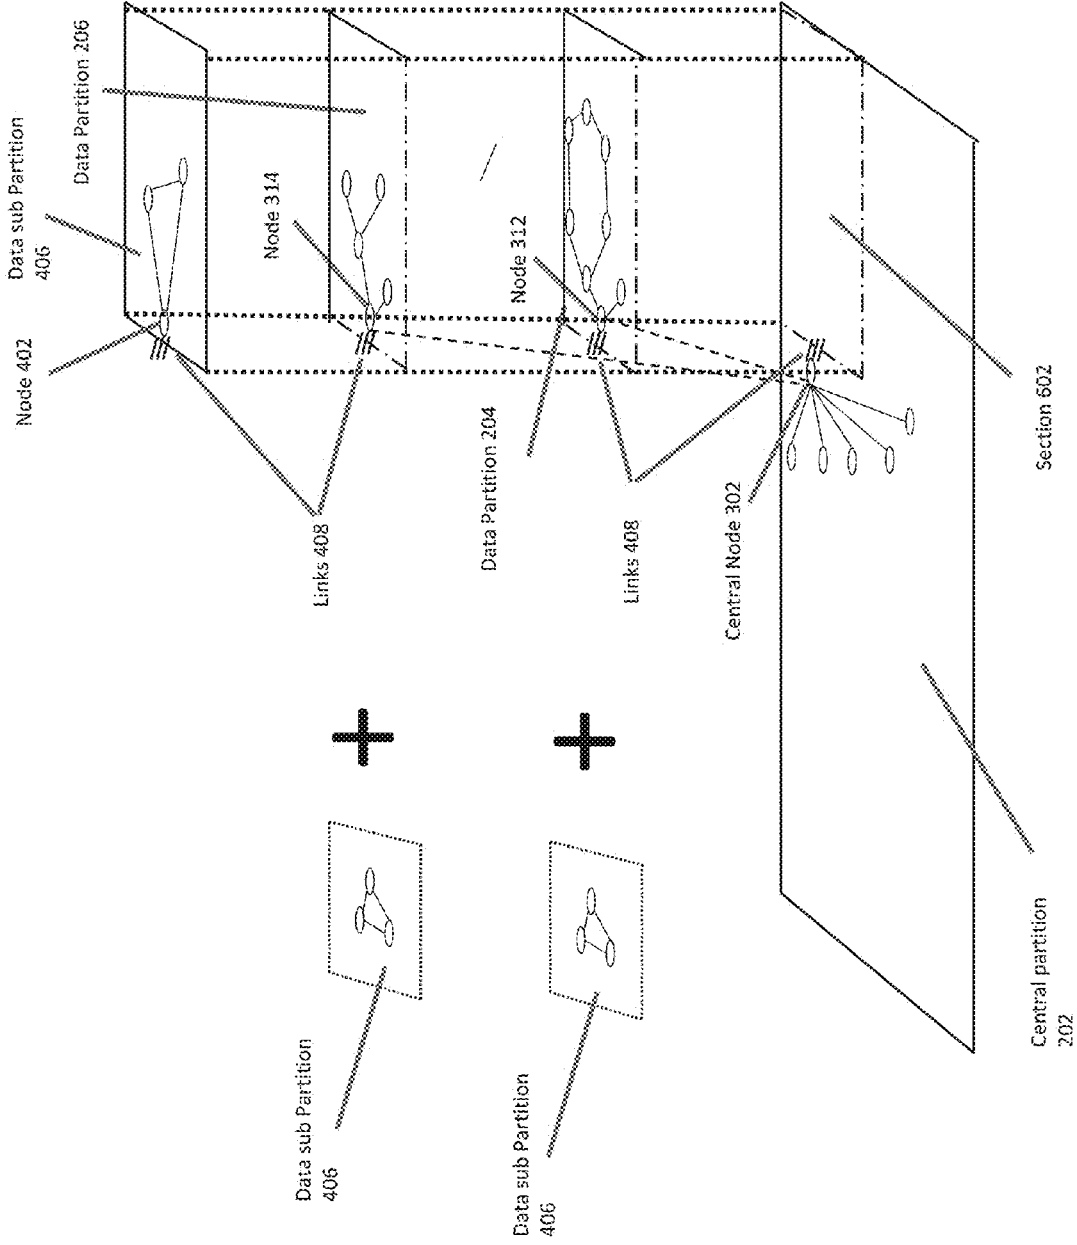 Data sub Partition
406
Data Partition 206
Node 402
Node 314
Node 312
Links 408
Data Partition 204
Links 408
Central Node 302
Section 602
Data sub Partition
406
Data sub Partition
406
Central partition
202